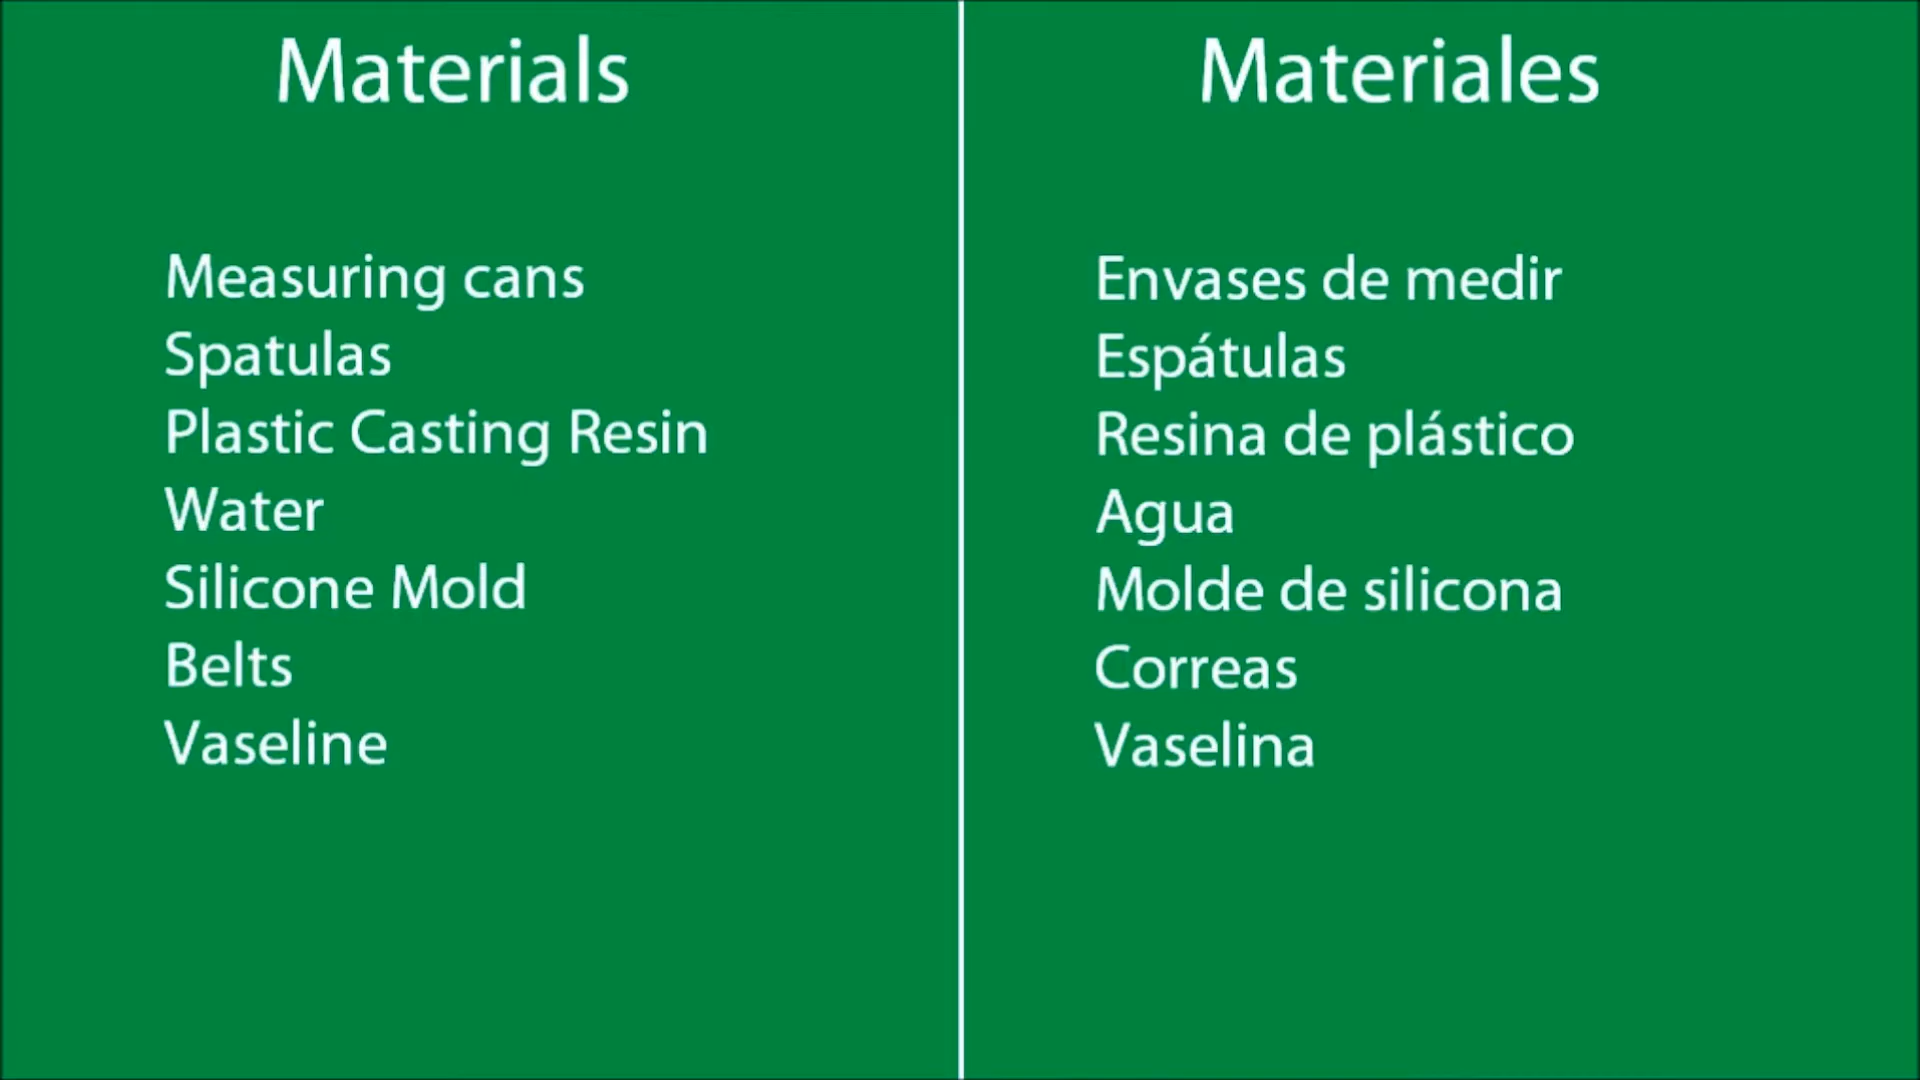 Materials
Measuring cans
Spatulas
Plastic Casting Resin
Water
Silicone Mold
Belts
Vaseline
Materiales
Envases de medir
Espátulas
Resina de plástico
Agua
Molde de silicona
Correas
Vaselina